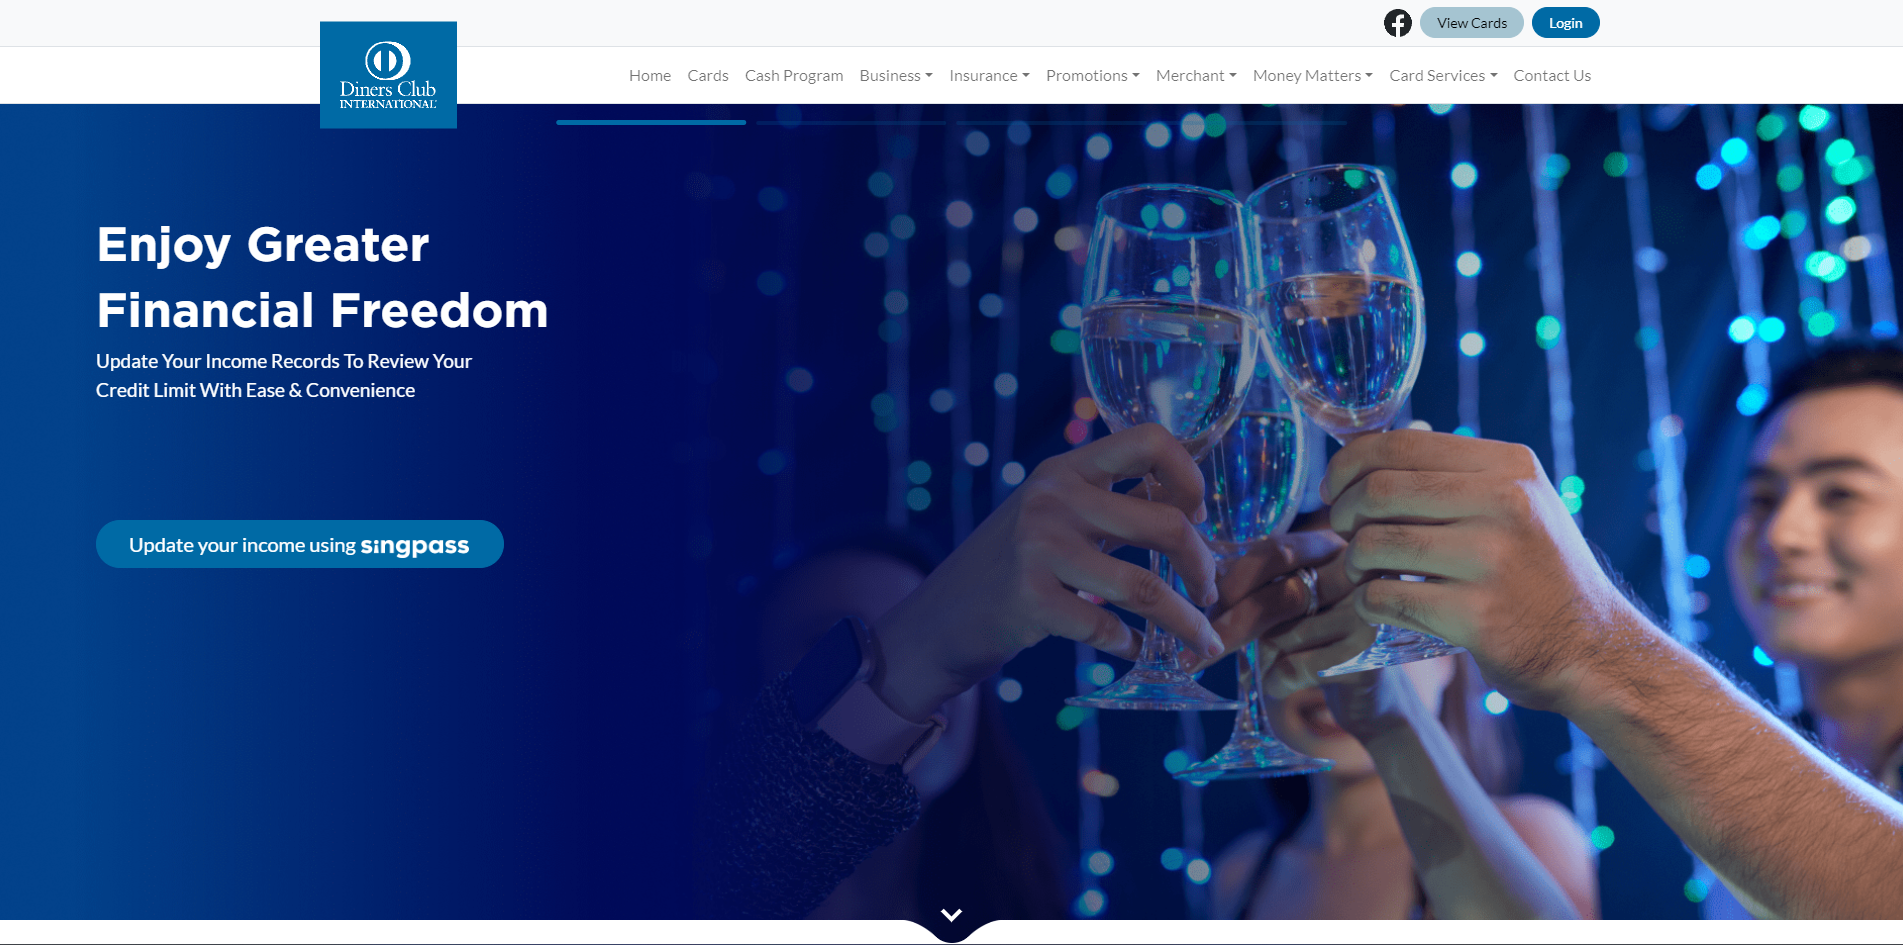 View Cards
Login
Diners Club
INTERNATIONAL®
Home Cards Cash Program Business Insurance Promotions Merchant Money Matters Card Services Contact Us
Enjoy Greater
Financial Freedom
Update Your Income Records To Review Your
Credit Limit With Ease & Convenience
Update your income using singpass